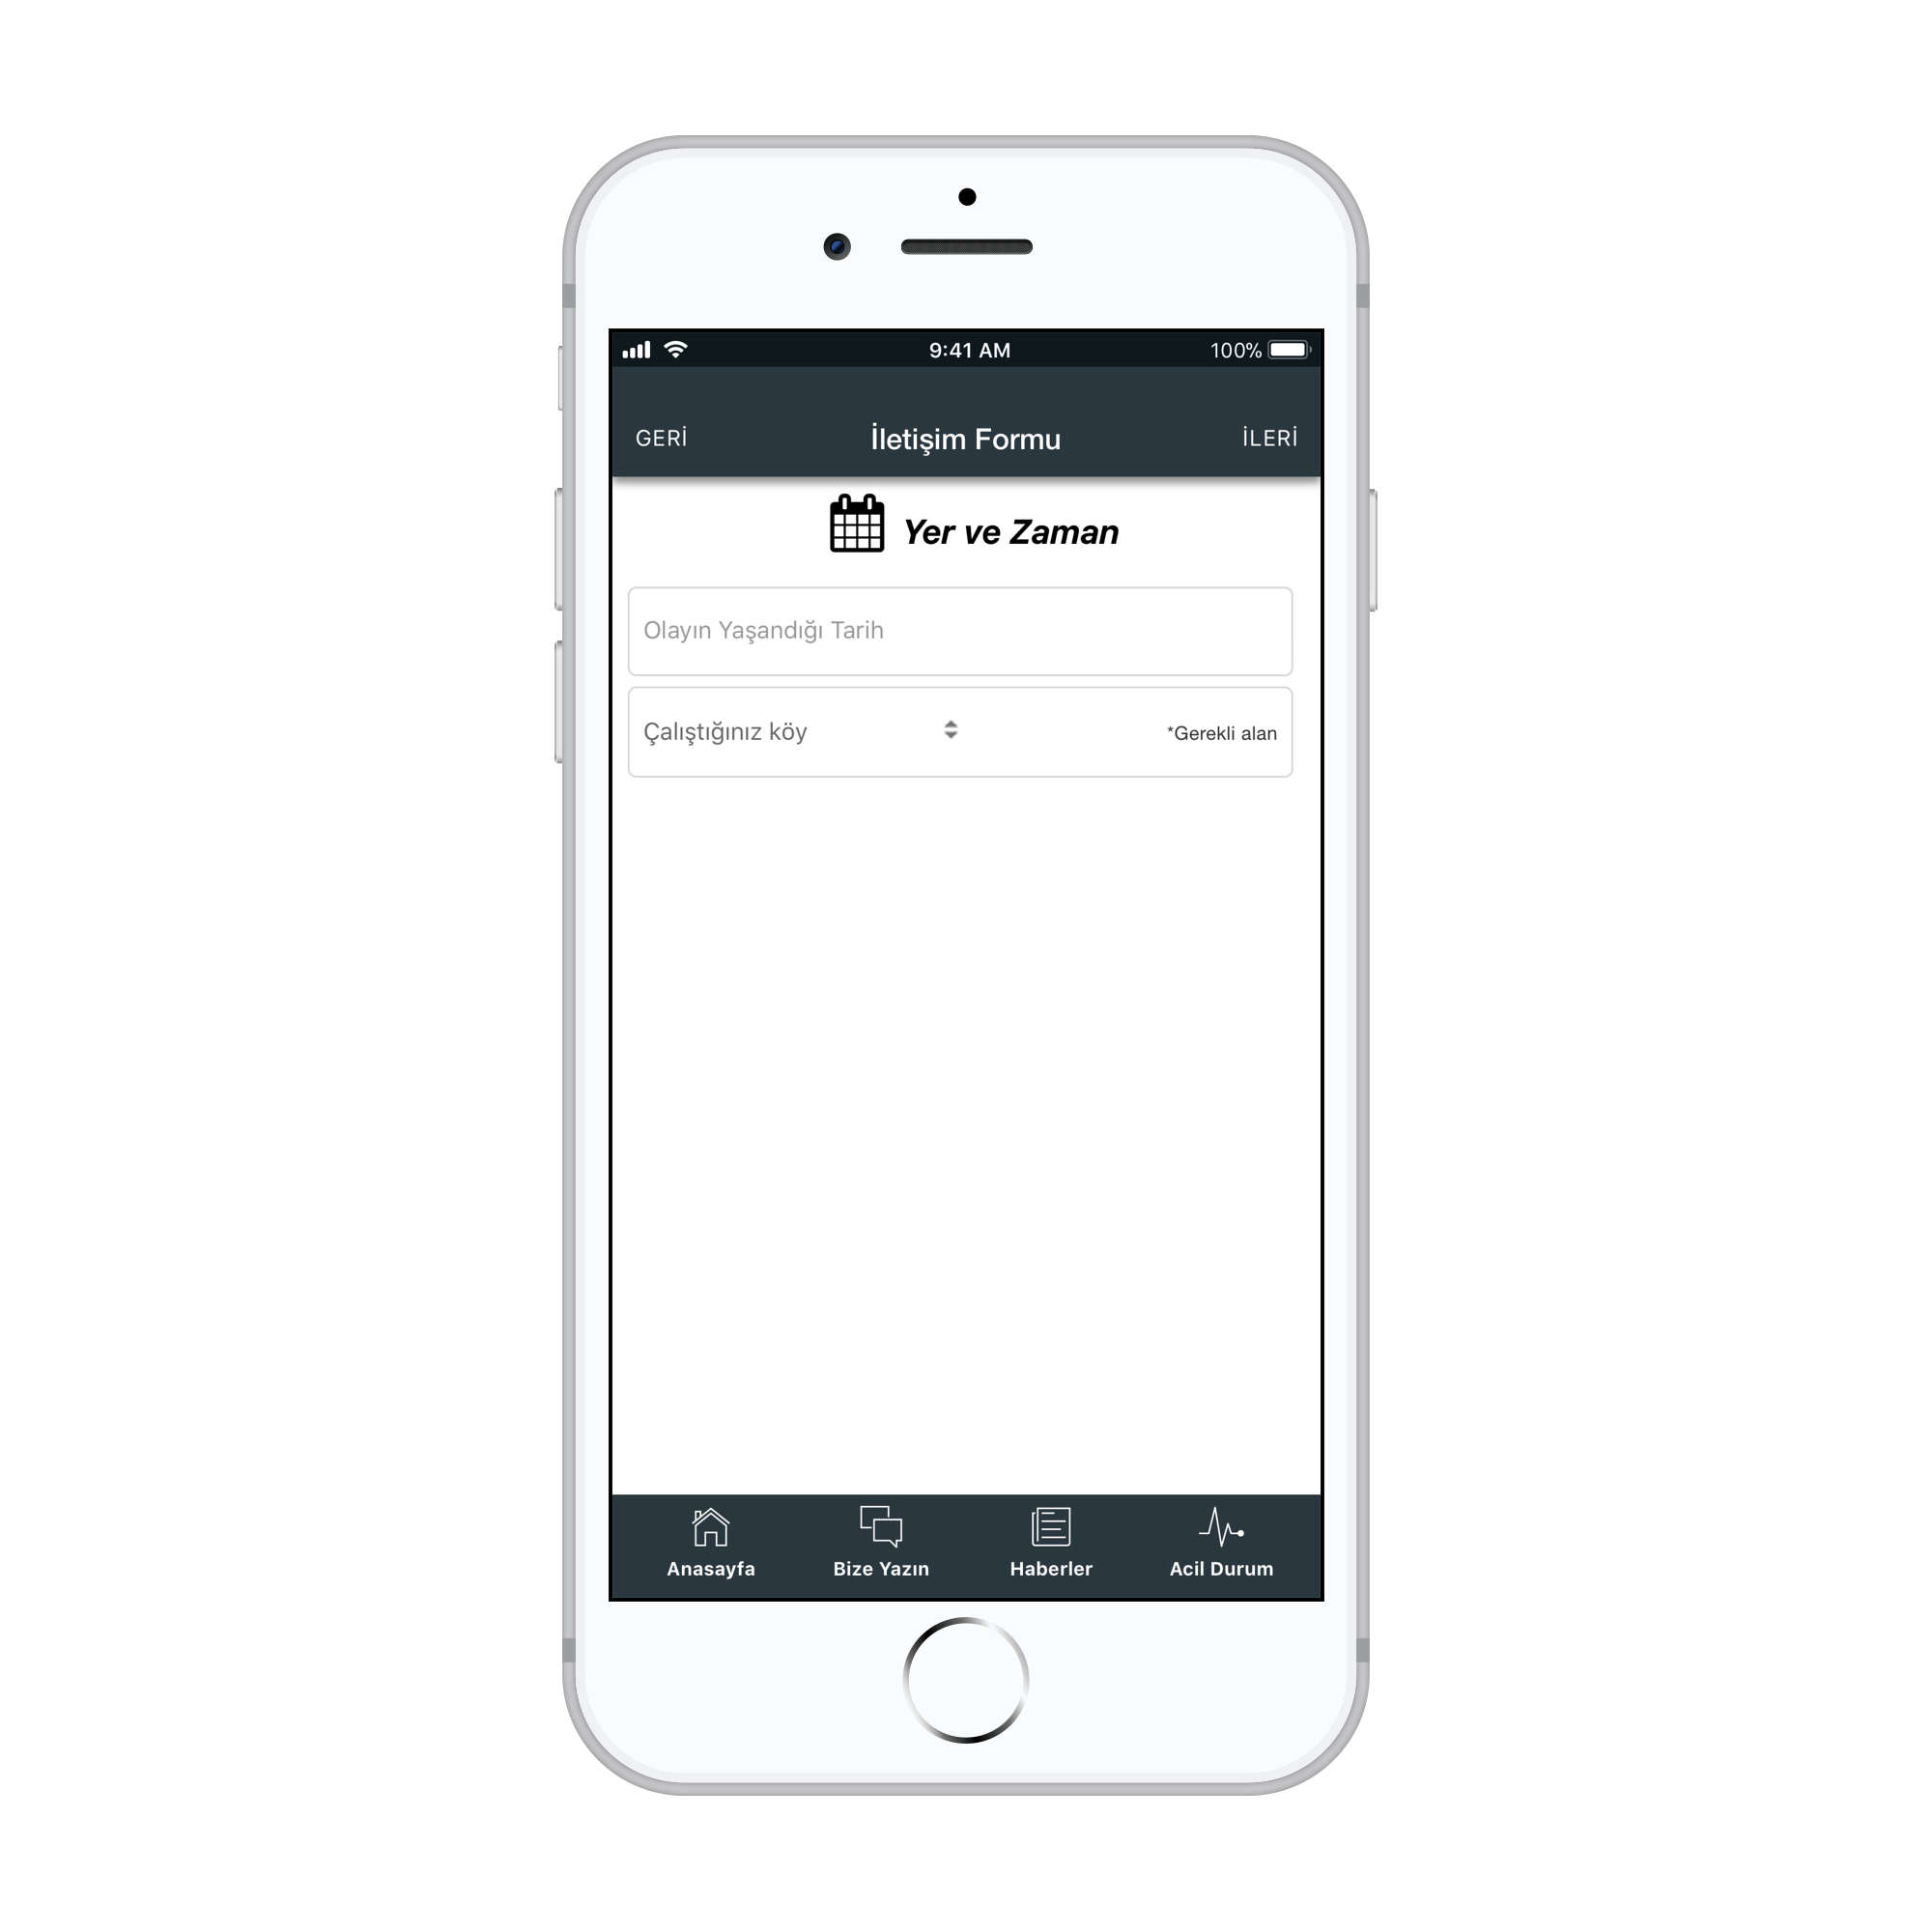 9:41 AM
100%
GERİ
İletişim Formu
İLERİ
Yer ve Zaman
Olayın Yaşandığı Tarih
Çalıştığınız köy
*Gerekli alan
Anasayfa
Bize Yazın
Haberler
Acil Durum